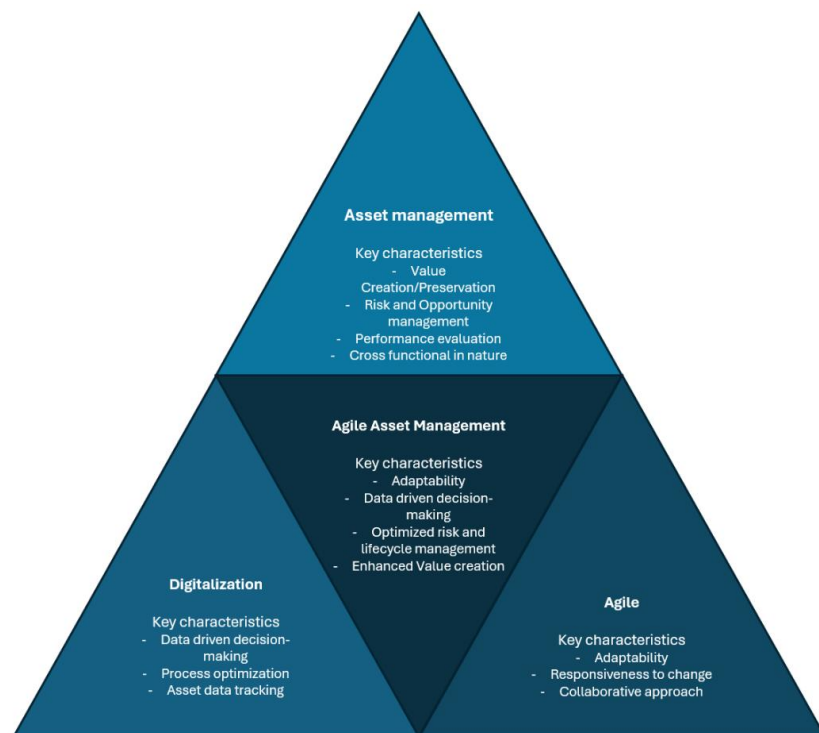 Asset management
Key characteristics
- Value
Creation/Preservation
- Risk and Opportunity
management
- Performance evaluation
- Cross functional in nature
Agile Asset Management
Key characteristics
- Adaptability
- Data driven decision-
making
- Optimized risk and
lifecycle management
- Enhanced Value creation
Digitalization
Key characteristics
- Data driven decision-
making
- Process optimization
- Asset data tracking
Agile
Key characteristics
- Adaptability
- Responsiveness to change
- Collaborative approach